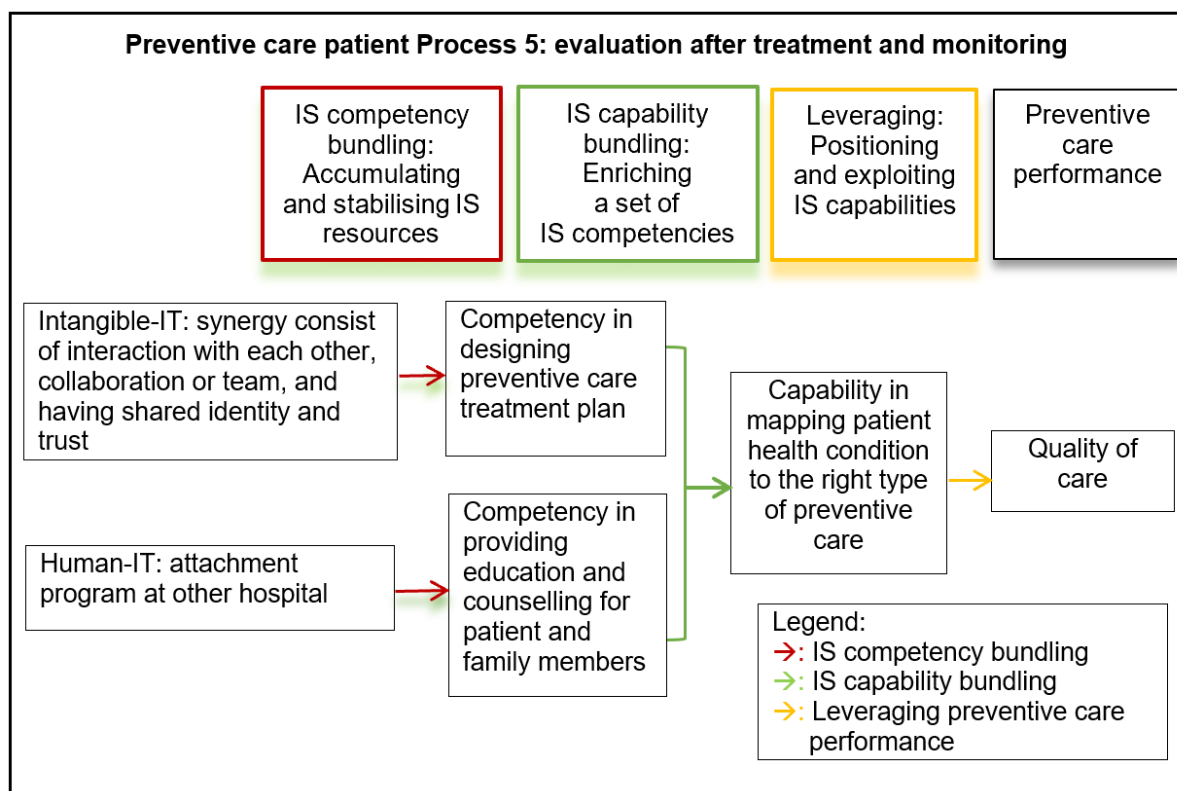 Preventive care patient Process 5: evaluation after treatment and monitoring
IS competency
bundling:
Accumulating
and stabilising IS
resources
IS capability
bundling:
Enriching
a set of
IS competencies
Leveraging:
Positioning
and exploiting
IS capabilities
Preventive
care
performance
Intangible-IT: synergy consist
of interaction with each other,
collaboration or team, and
having shared identity and
trust
Competency in
designing
preventive care
treatment plan
Capability in
mapping patient
health condition
to the right type
of preventive
care
Quality of
care
Human-IT: attachment
program at other hospital
Competency in
providing
education and
counselling for
patient and
family members
Legend:
→: IS competency bundling
→: IS capability bundling
→: Leveraging preventive care
performance